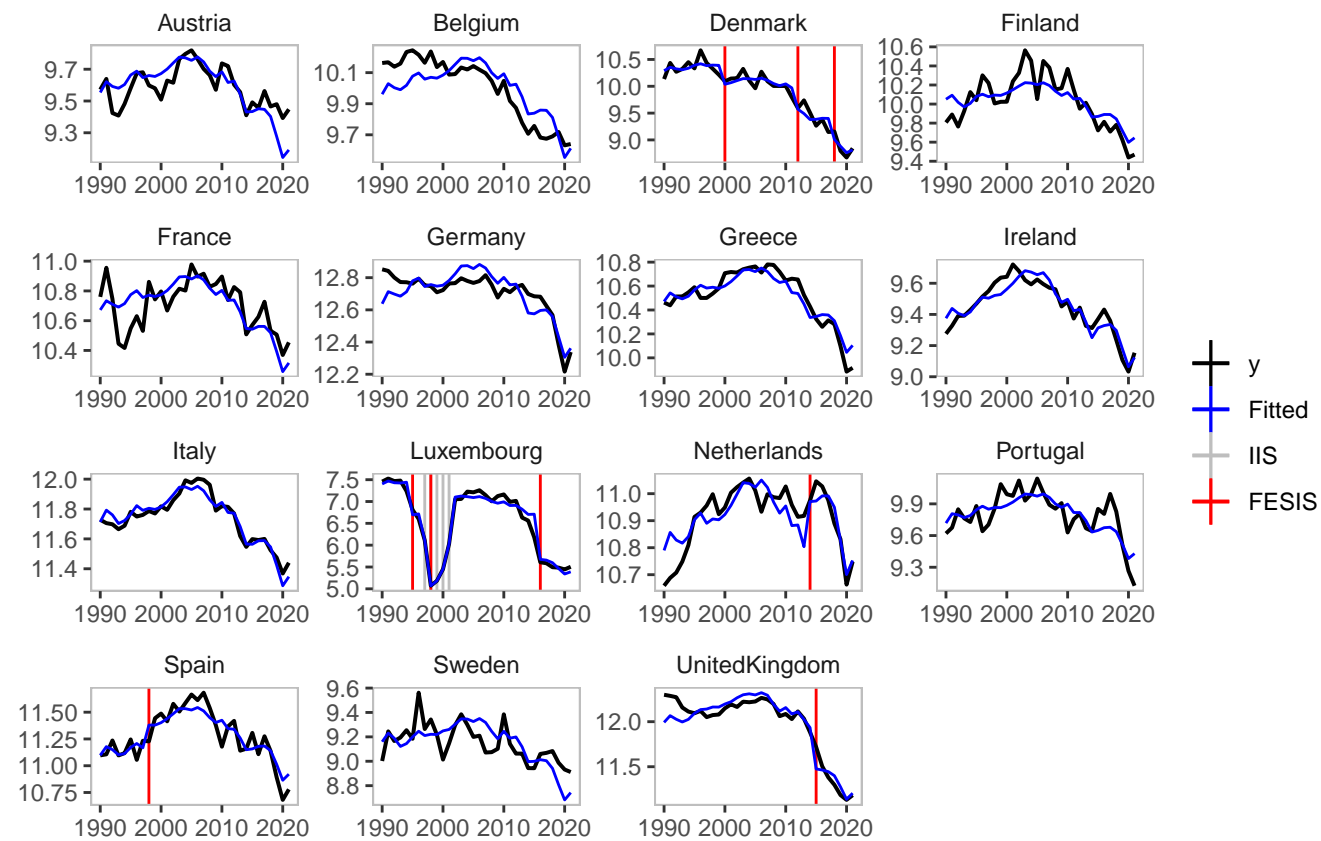 Austria Belgium Denmark Finland
9.7 9.5 9.3
10.1 9.9 9.7
10.5 10.0 9.5 9.0
10.6 10.4 10.2 10.0 9.8 9.6 9.4
1990 2000 2010 2020 1990 2000 2010 2020 1990 2000 2010 2020 1990 2000 2010 2020
France Germany Greece Ireland
11.0 10.8 10.6 10.4
12.8 12.6 12.4 12.2
10.8 10.6 10.4 10.2 10.0
9.6 9.4 9.2 9.0
1990 2000 2010 2020 1990 2000 2010 2020 1990 2000 2010 2020 1990 2000 2010 2020
Italy Luxembourg Netherlands Portugal
12.0 11.8 11.6 11.4
7.5 7.0 6.5 6.0 5.5 5.0
11.0 10.9 10.8 10.7
9.9 9.6 9.3
1990 2000 2010 2020 1990 2000 2010 2020 1990 2000 2010 2020 1990 2000 2010 2020
Spain Sweden UnitedKingdom
11.50 11.25 11.00 10.75
9.6 9.4 9.2 9.0 8.8
12.0 11.5
1990 2000 2010 2020 1990 2000 2010 2020 1990 2000 2010 2020
y
Fitted
IIS
FESIS